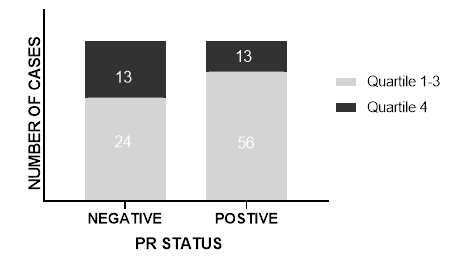 NUMBER OF CASES
13
13
24
56
Quartile 1-3
Quartile 4
NEGATIVE
POSTIVE
PR STATUS